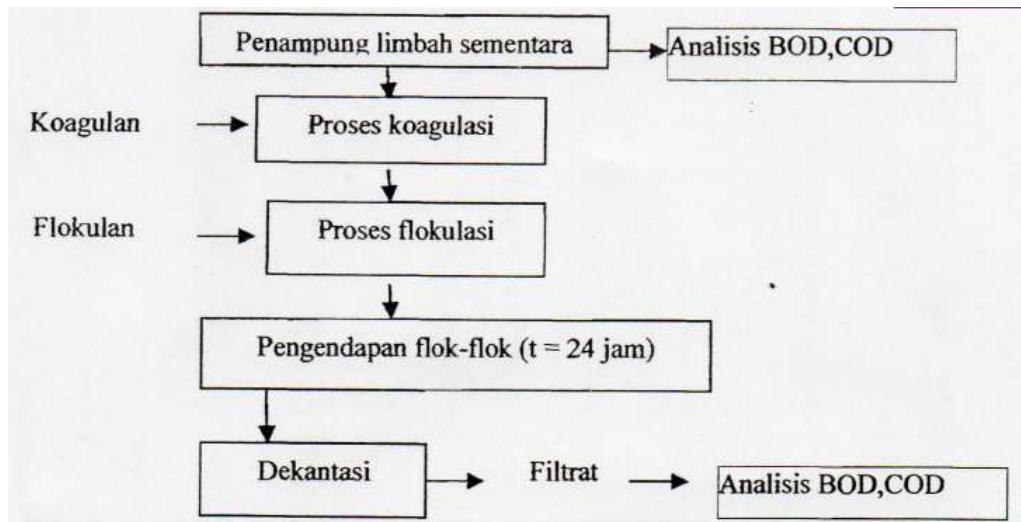 Penampung limbah sementara
Analisis BOD,COD
Koagulan
Proses koagulasi
Flokulan
Proses flokulasi
Pengendapan flok-flok (t = 24 jam)
Dekantasi
Filtrat
Analisis BOD,COD